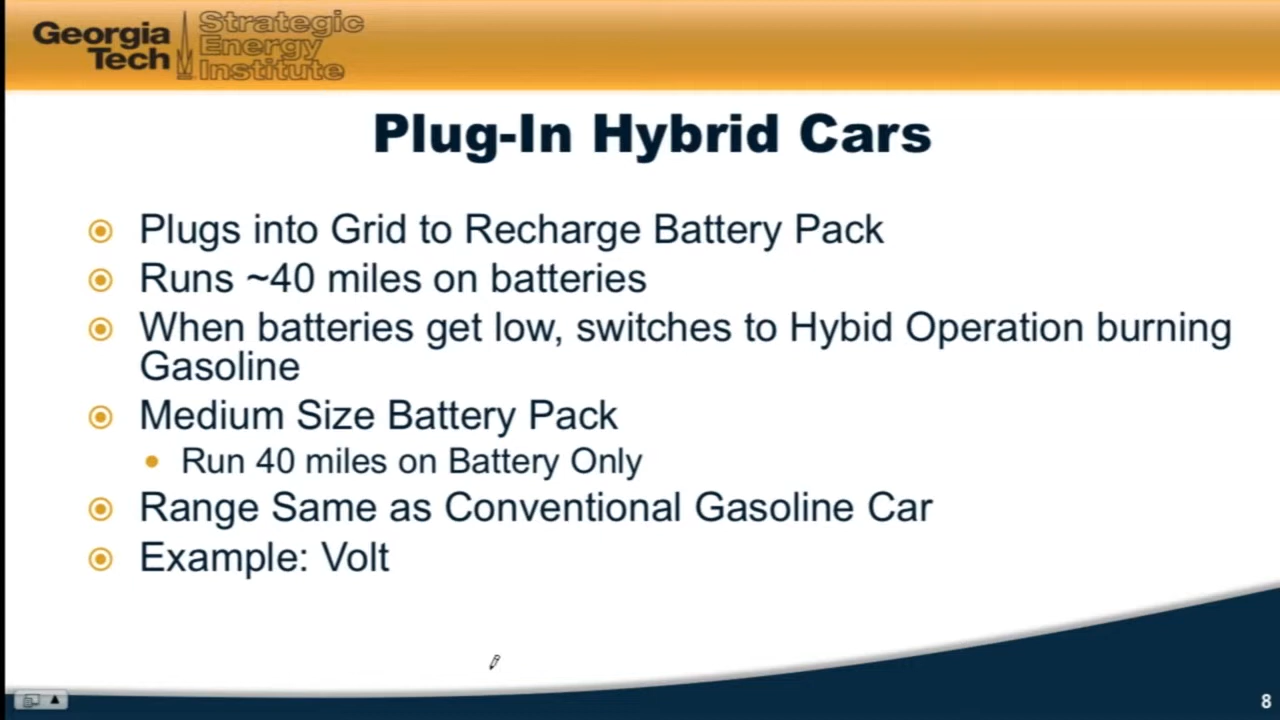 Georgia Tech
Strategic Energy Institute
Plug-In Hybrid Cars
Plugs into Grid to Recharge Battery Pack
Runs ~40 miles on batteries
When batteries get low, switches to Hybid Operation burning
Gasoline
Medium Size Battery Pack
Run 40 miles on Battery Only
Range Same as Conventional Gasoline Car
Example: Volt
8